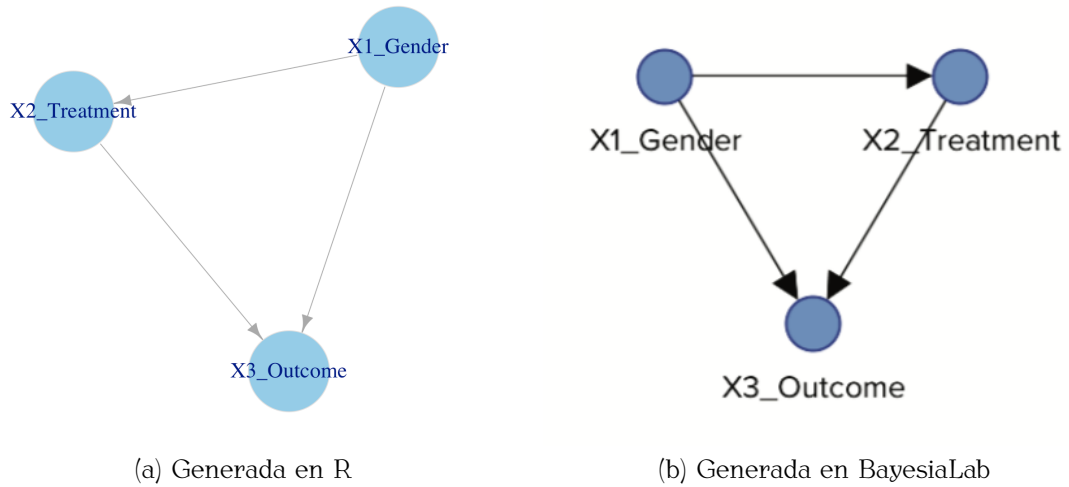 X1_Gender
X2_Treatment
X3_Outcome
(a) Generada en R
X1_Gender
X2_Treatment
X3_Outcome
(b) Generada en BayesiaLab